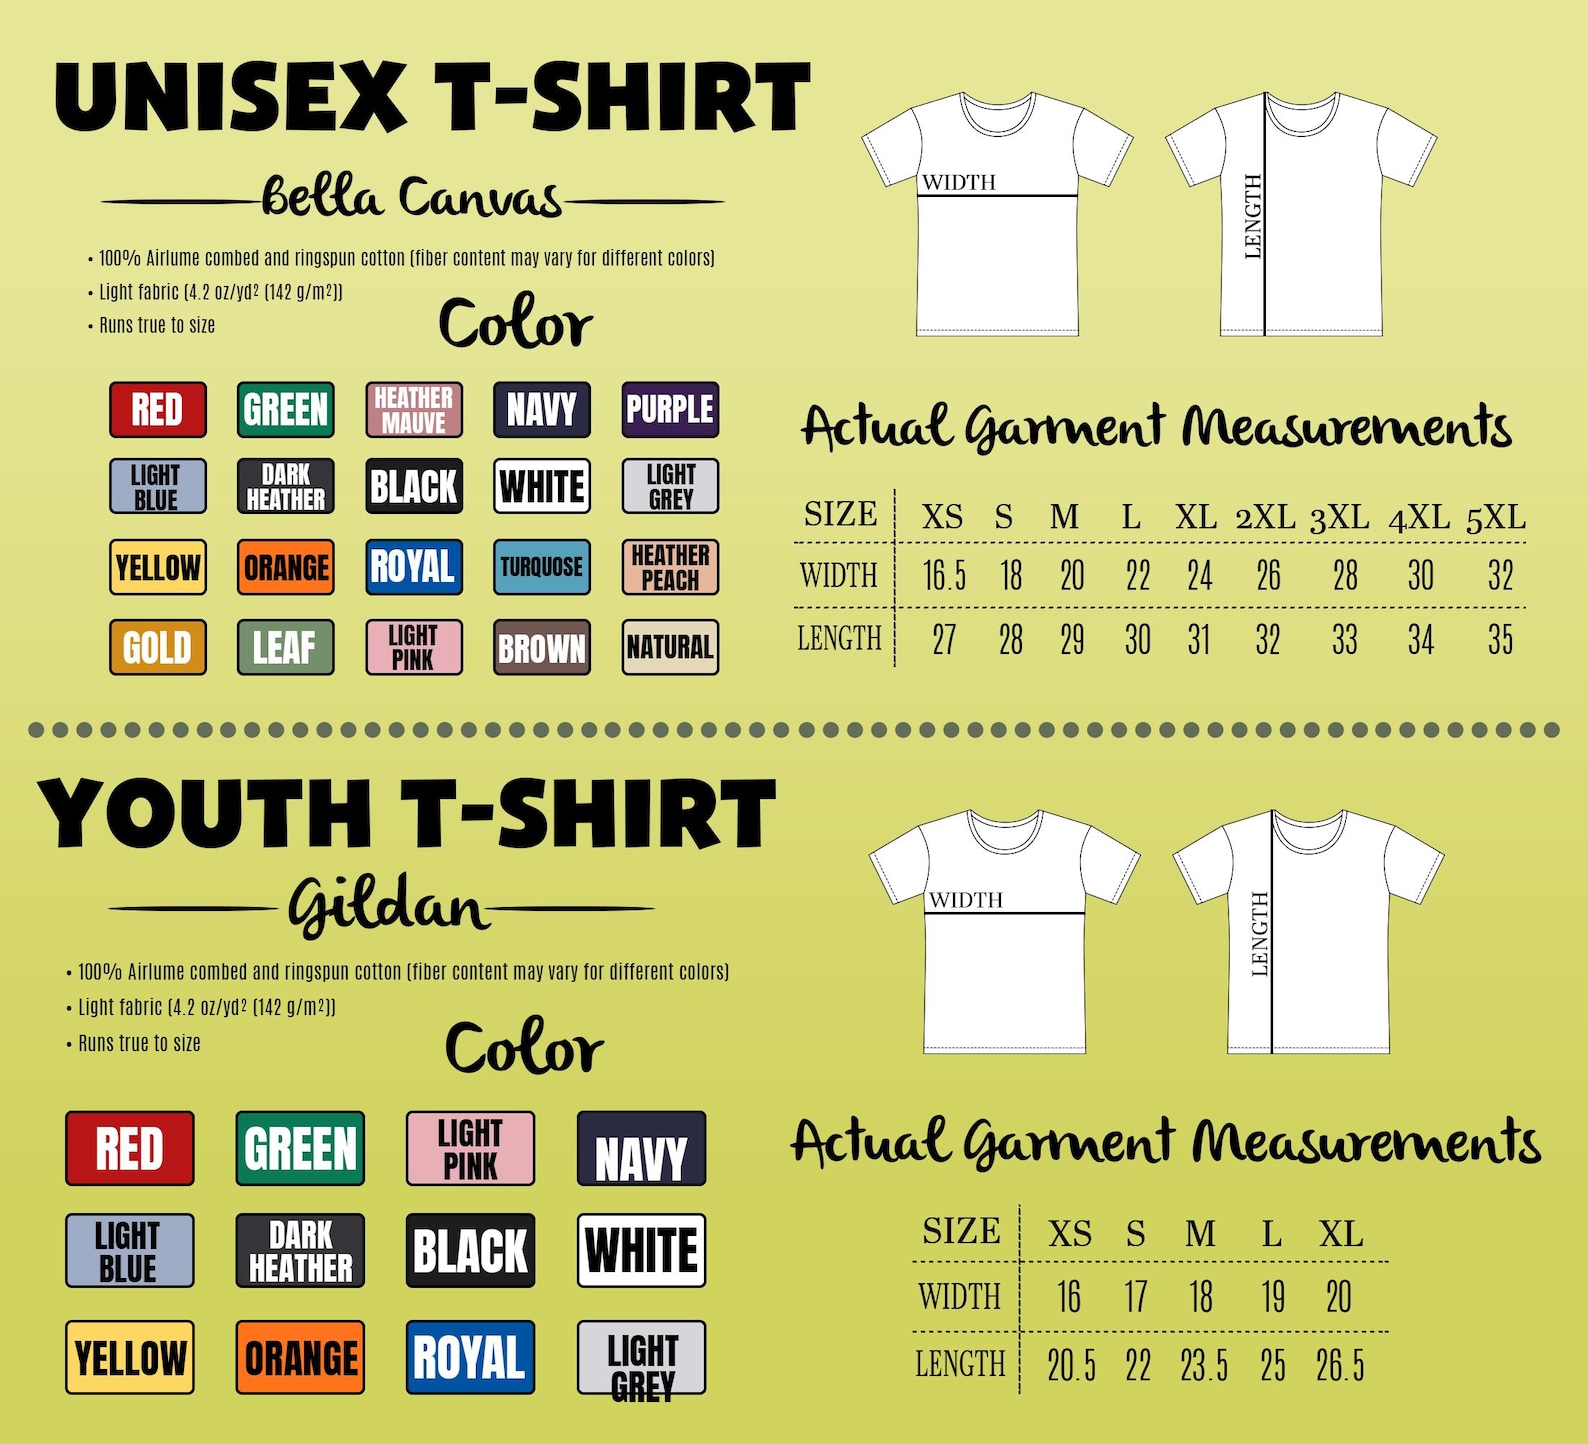 UNISEX T-SHIRT
Bella Canvas
• 100% Airlume combed and ringspun cotton (fiber content may vary for different colors)
• Light fabric (4.2 oz/yd² (142 g/m²))
• Runs true to size
Color
RED GREEN HEATHER MAUVE NAVY PURPLE
LIGHT BLUE DARK HEATHER BLACK WHITE LIGHT GREY
YELLOW ORANGE ROYAL TURQUOSE HEATHER PEACH
GOLD LEAF LIGHT PINK BROWN NATURAL
WIDTH
LENGTH
Actual Garment Measurements
SIZE XS S M L XL 2XL 3XL 4XL 5XL
WIDTH 16.5 18 20 22 24 26 28 30 32
LENGTH 27 28 29 30 31 32 33 34 35
YOUTH T-SHIRT
Gildan
• 100% Airlume combed and ringspun cotton (fiber content may vary for different colors)
• Light fabric (4.2 oz/yd² (142 g/m²))
• Runs true to size
Color
RED GREEN LIGHT PINK NAVY
LIGHT BLUE DARK HEATHER BLACK WHITE
YELLOW ORANGE ROYAL LIGHT GREY
WIDTH
LENGTH
Actual Garment Measurements
SIZE XS S M L XL
WIDTH 16 17 18 19 20
LENGTH 20.5 22 23.5 25 26.5